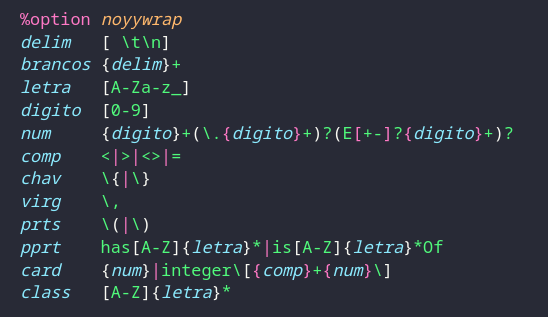 %option noyywrap
delim   [ \t\n]
brancos {delim}+
letra   [A-Za-z_]
digito  [0-9]
num     {digito}+(\.{digito}+)?(E[+-]?{digito}+)?
comp    <|>|<>|=
chav    \{|\}
virg    \,
prts    \(|\)
pprt    has[A-Z]{letra}*|is[A-Z]{letra}*Of
card    {num}|integer\[{comp}+{num}\]
class   [A-Z]{letra}*